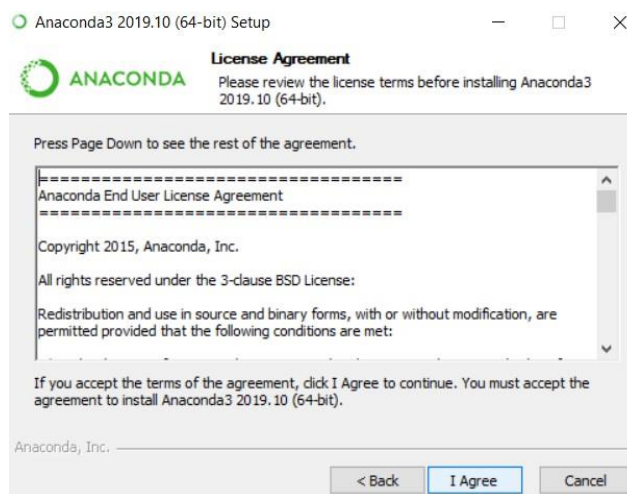 Anaconda3 2019.10 (64-bit) Setup
ANACONDA
License Agreement
Please review the license terms before installing Anaconda3
2019.10 (64-bit).
Press Page Down to see the rest of the agreement.
===================================
Anaconda End User License Agreement
===================================
Copyright 2015, Anaconda, Inc.
All rights reserved under the 3-clause BSD License:
Redistribution and use in source and binary forms, with or without modification, are
permitted provided that the following conditions are met:
If you accept the terms of the agreement, click I Agree to continue. You must accept the
agreement to install Anaconda3 2019.10 (64-bit).
Anaconda, Inc.
< Back
I Agree
Cancel